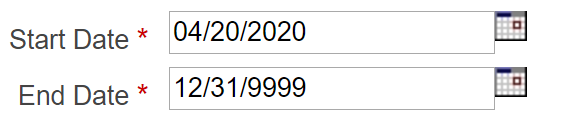 Start Date * 04/20/2020
End Date * 12/31/9999